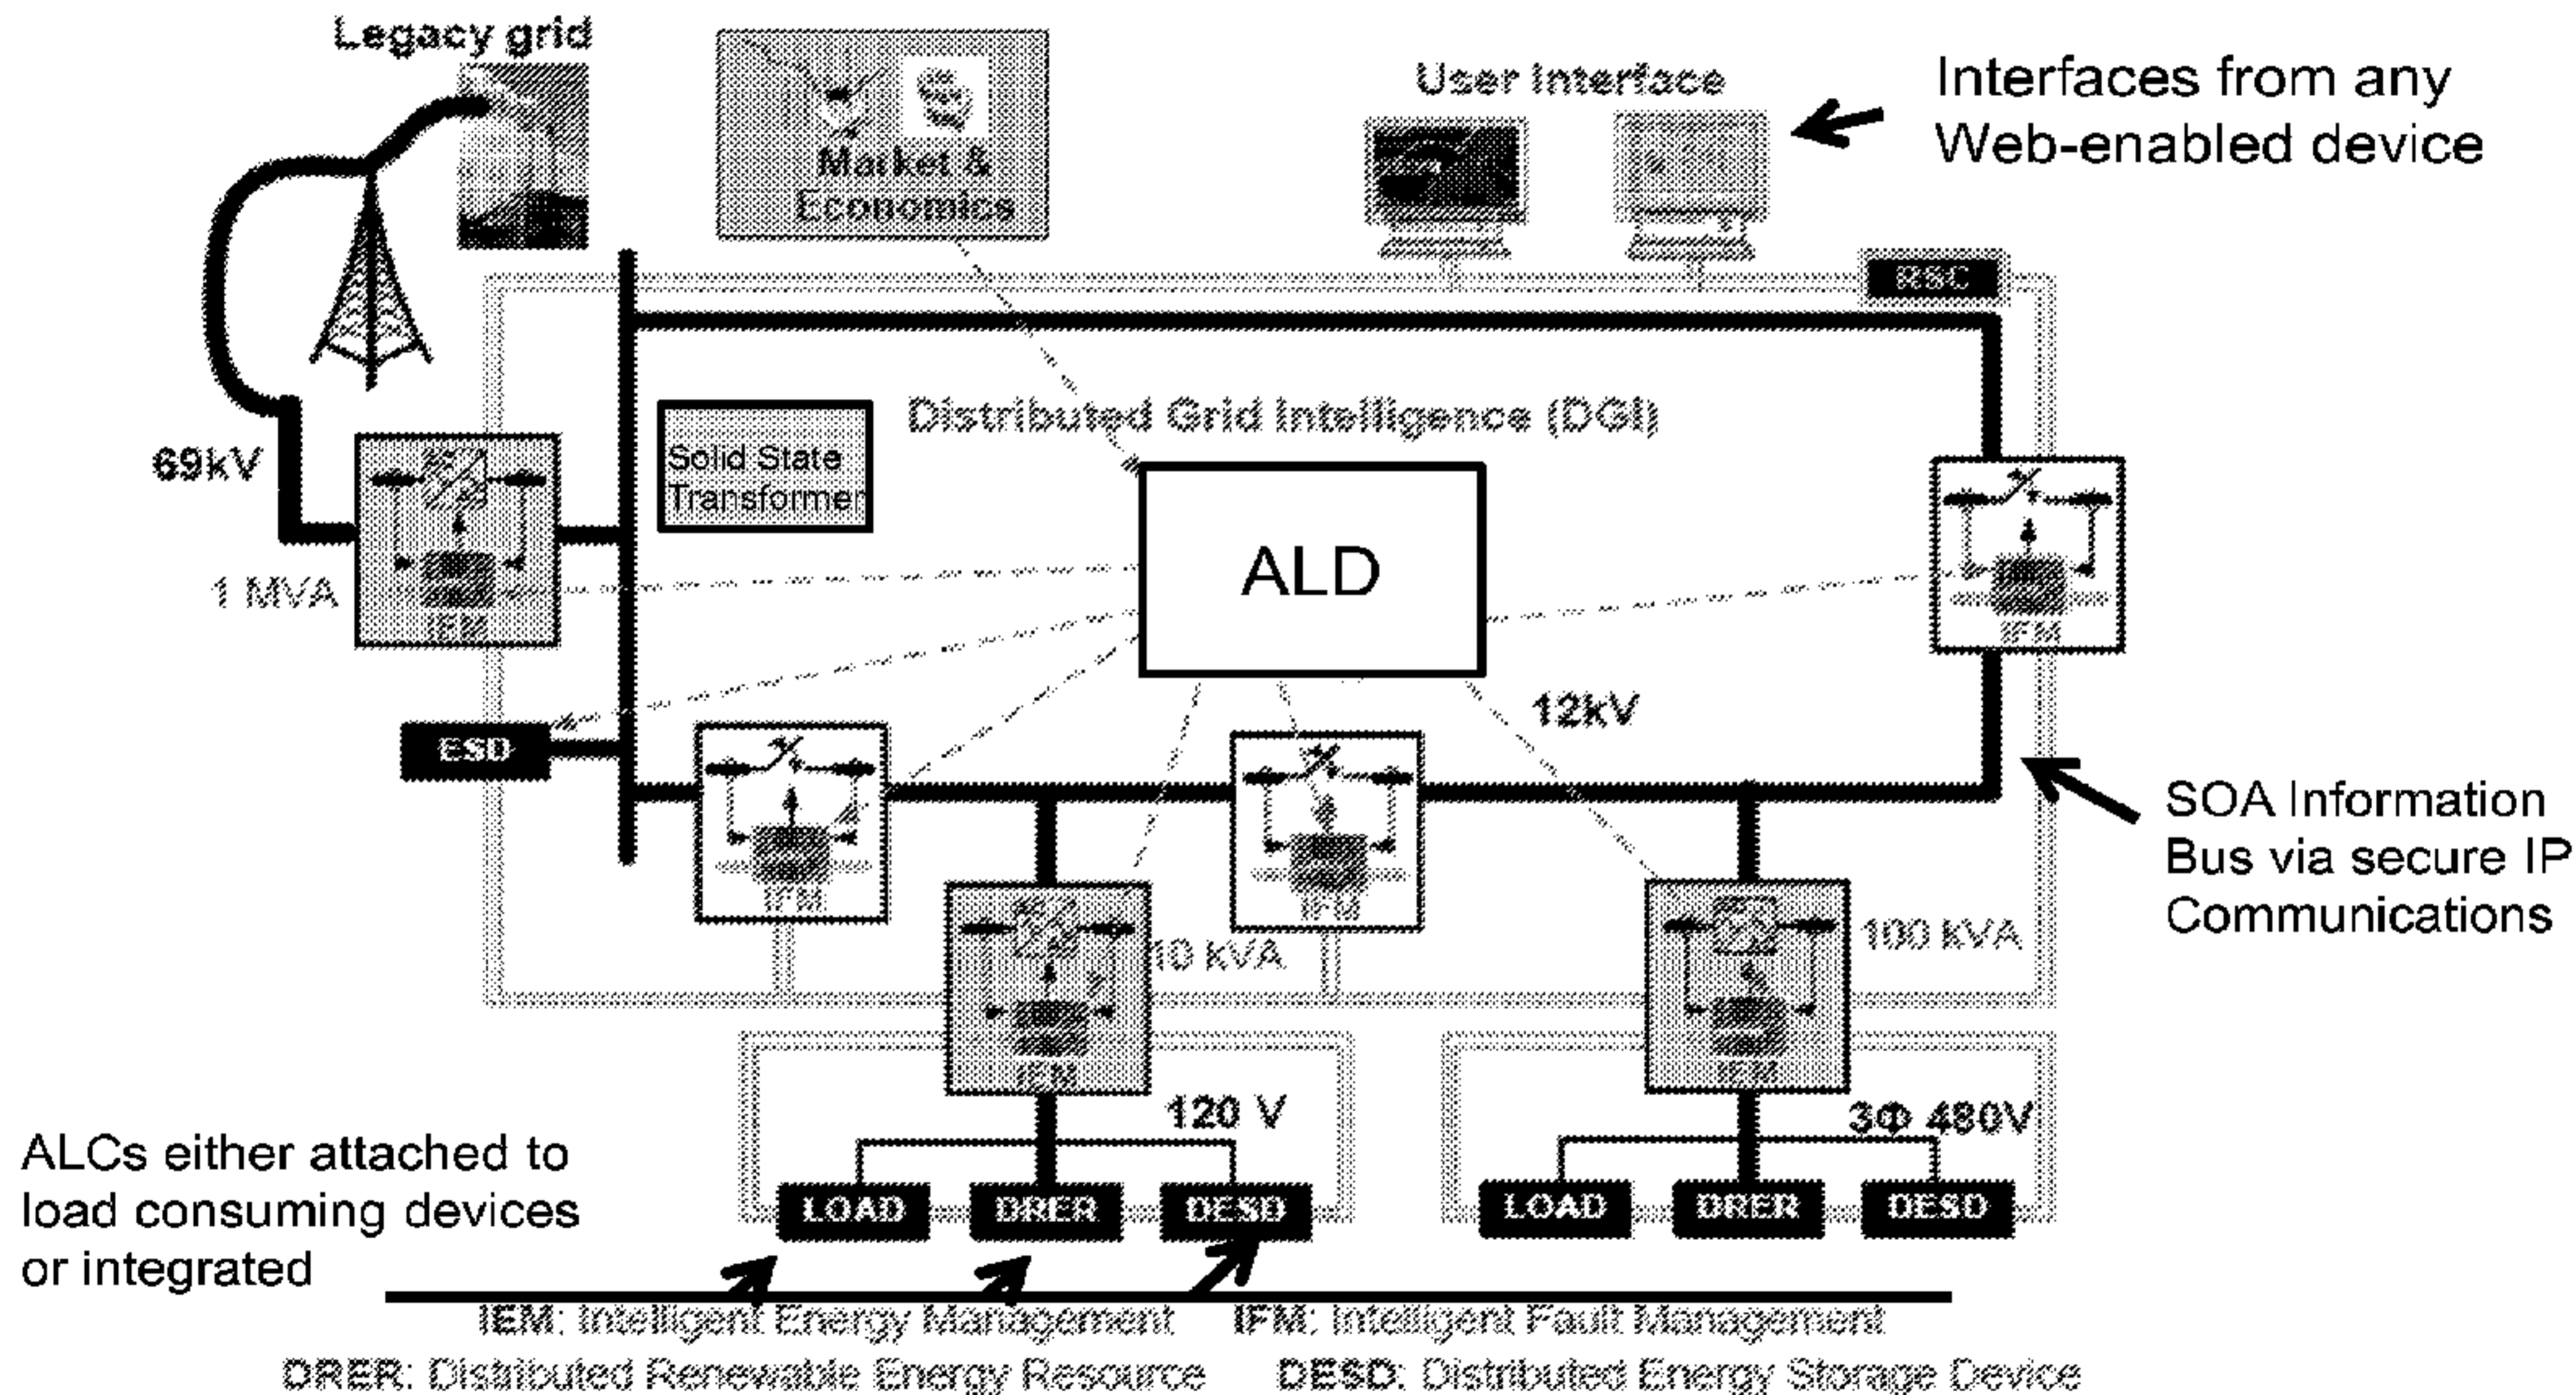 Legacy grid
Market &
Economics
User Interface
Interfaces from any
Web-enabled device
RSC
Distributed Grid Intelligence (DGI)
69kV
Solid State
Transformer
ALD
1 MVA
IEM
IFM
12kV
ESD
SOA Information
Bus via secure IP
Communications
IFM
IFM
10 kVA
100 kVA
IEM
IEM
120 V
3Φ 480V
ALCs either attached to
load consuming devices
or integrated
LOAD
DRER
DESD
LOAD
DRER
DESD
IEM: Intelligent Energy Management IFM: Intelligent Fault Management
DRER: Distributed Renewable Energy Resource DESD: Distributed Energy Storage Device